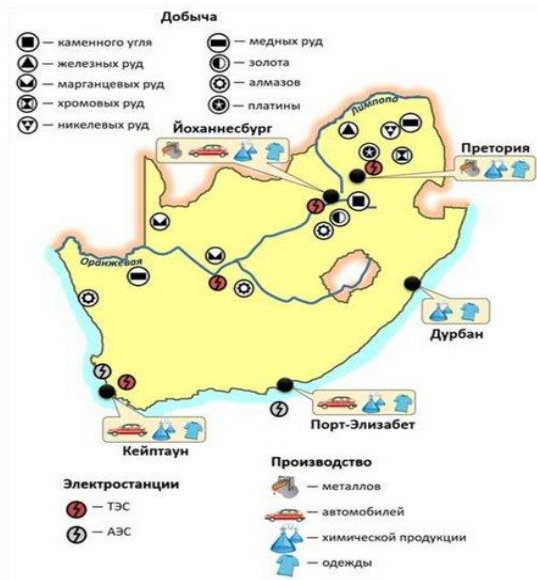 Добыча
— каменного угля
— железных руд
— марганцевых руд
— хромовых руд
— никелевых руд
— медных руд
— золота
— алмазов
— платины
Лимпопо
Йоханнесбург
Претория
Оранжевая
Дурбан
Порт-Элизабет
Кейптаун
Электростанции
— ТЭС
— АЭС
Производство
— металлов
— автомобилей
— химической продукции
— одежды